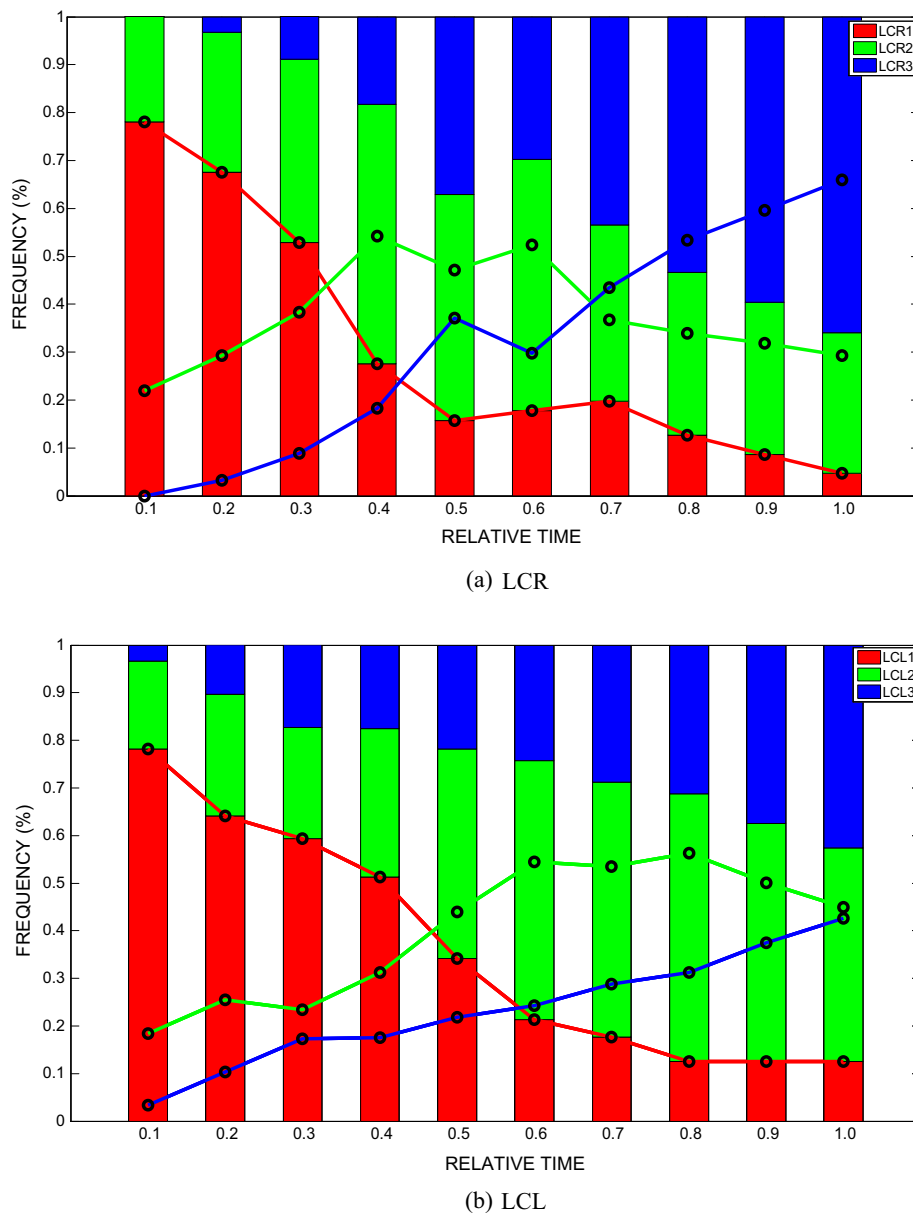 1
0.9
0.8
0.7
0.6
0.5
0.4
0.3
0.2
0.1
0
FREQUENCY (%)
LCR1
LCR2
LCR3
0.1 0.2 0.3 0.4 0.5 0.6 0.7 0.8 0.9 1.0
RELATIVE TIME
(a) LCR
1
0.9
0.8
0.7
0.6
0.5
0.4
0.3
0.2
0.1
0
FREQUENCY (%)
LCL1
LCL2
LCL3
0.1 0.2 0.3 0.4 0.5 0.6 0.7 0.8 0.9 1.0
RELATIVE TIME
(b) LCL